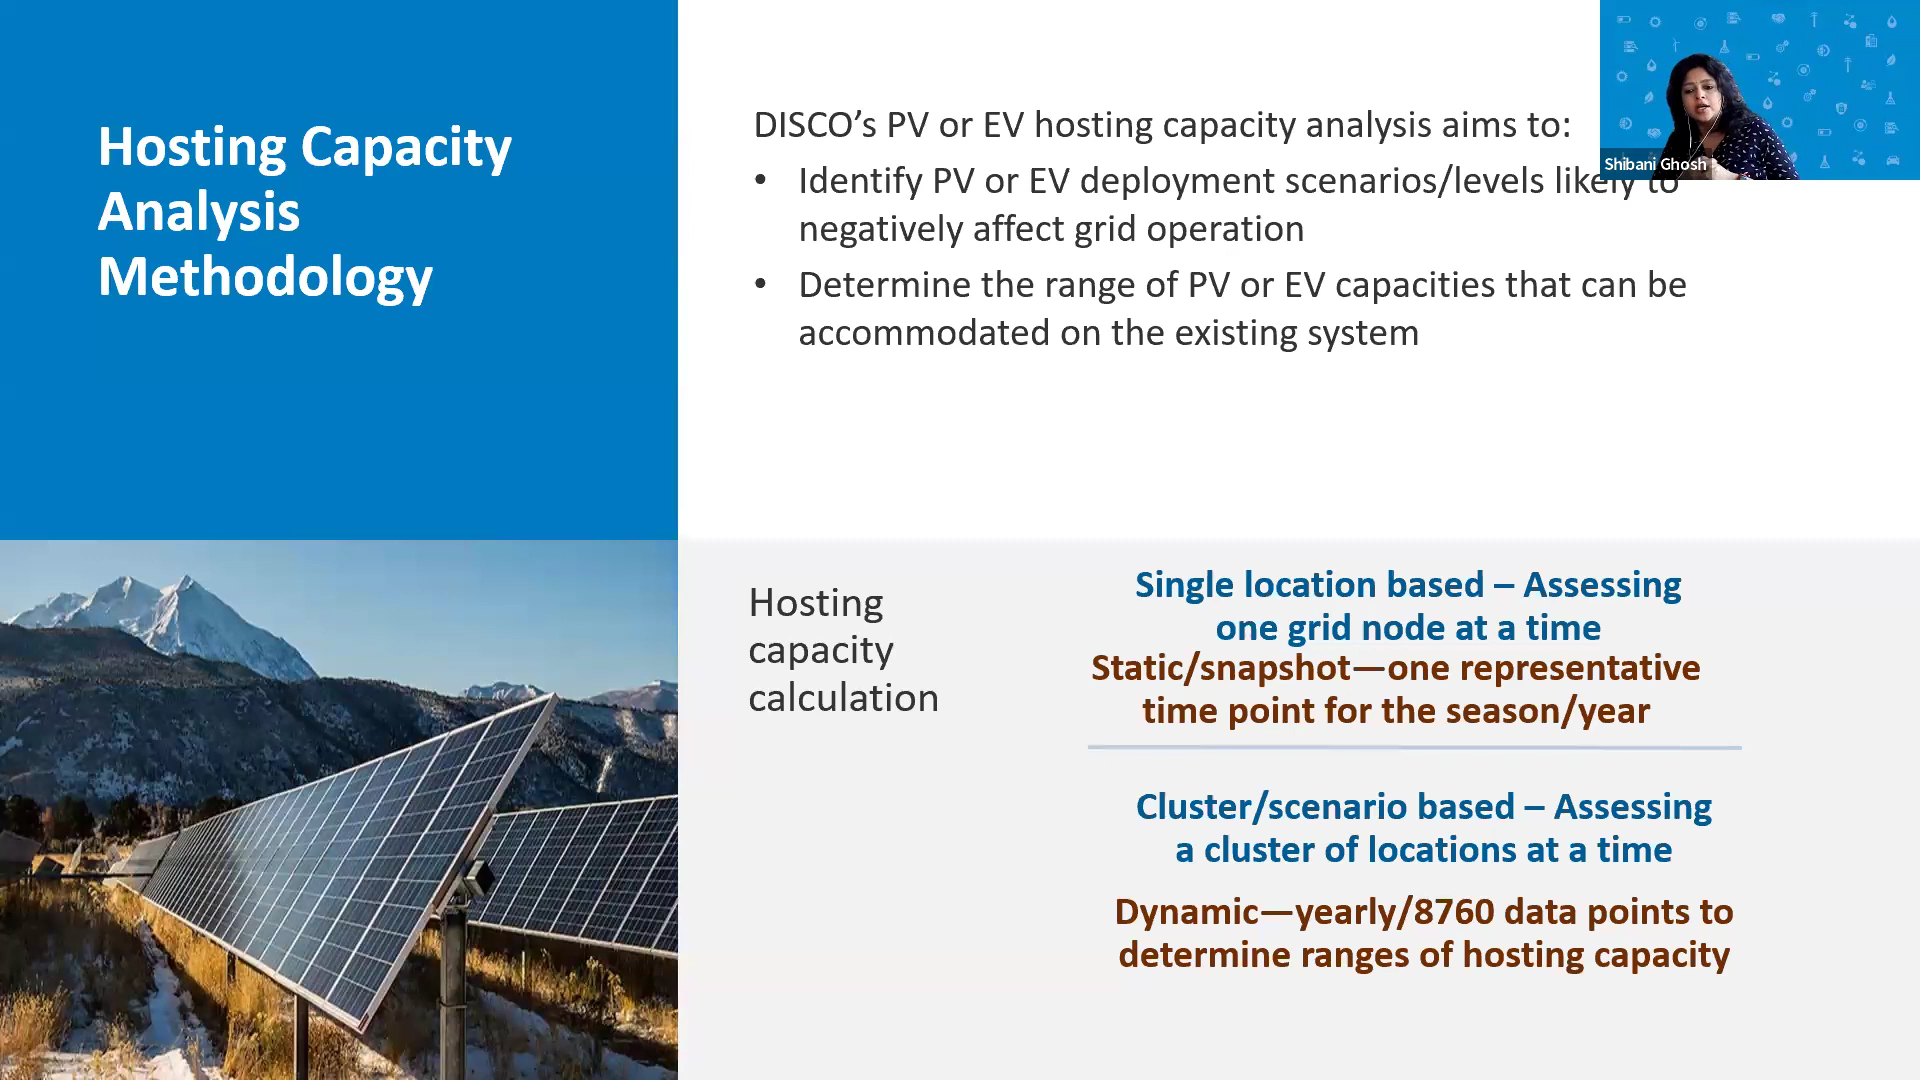 Hosting Capacity
Analysis
Methodology
DISCO’s PV or EV hosting capacity analysis aims to:
• Identify PV or EV deployment scenarios/levels likely to
negatively affect grid operation
• Determine the range of PV or EV capacities that can be
accommodated on the existing system
Shibani Ghosh
Hosting
capacity
calculation
Single location based – Assessing
one grid node at a time
Static/snapshot—one representative
time point for the season/year
Cluster/scenario based – Assessing
a cluster of locations at a time
Dynamic—yearly/8760 data points to
determine ranges of hosting capacity